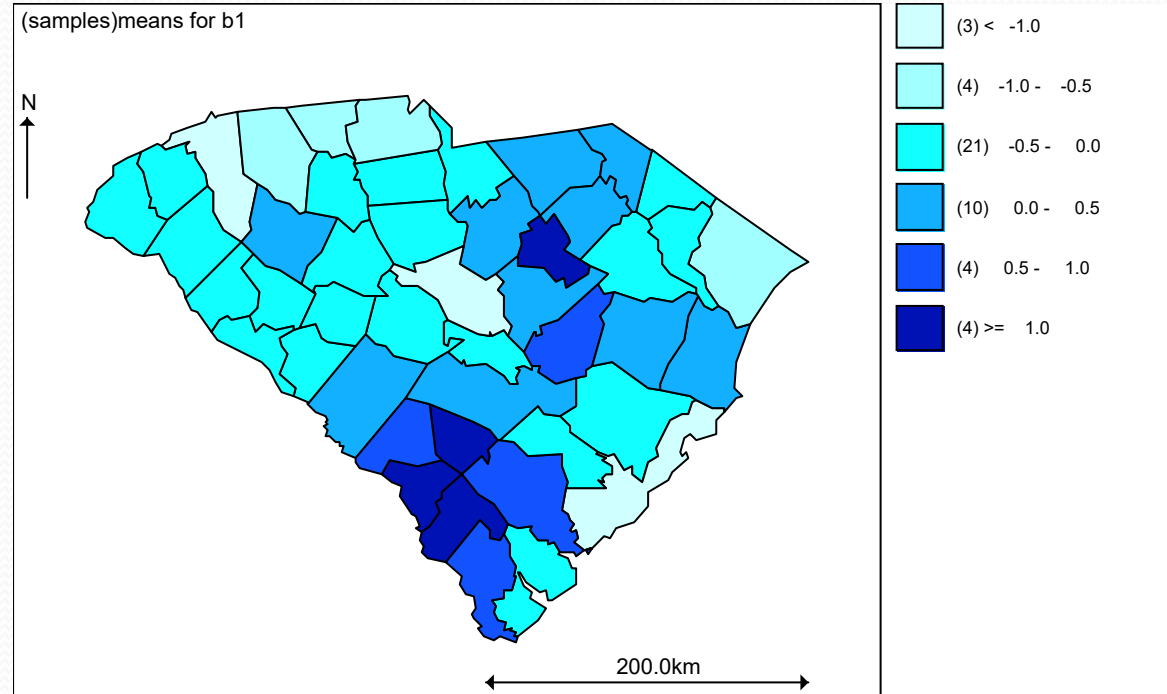 (samples)means for b1
N
200.0km
(3) < -1.0
(4) -1.0 - -0.5
(21) -0.5 - 0.0
(10) 0.0 - 0.5
(4) 0.5 - 1.0
(4) >= 1.0